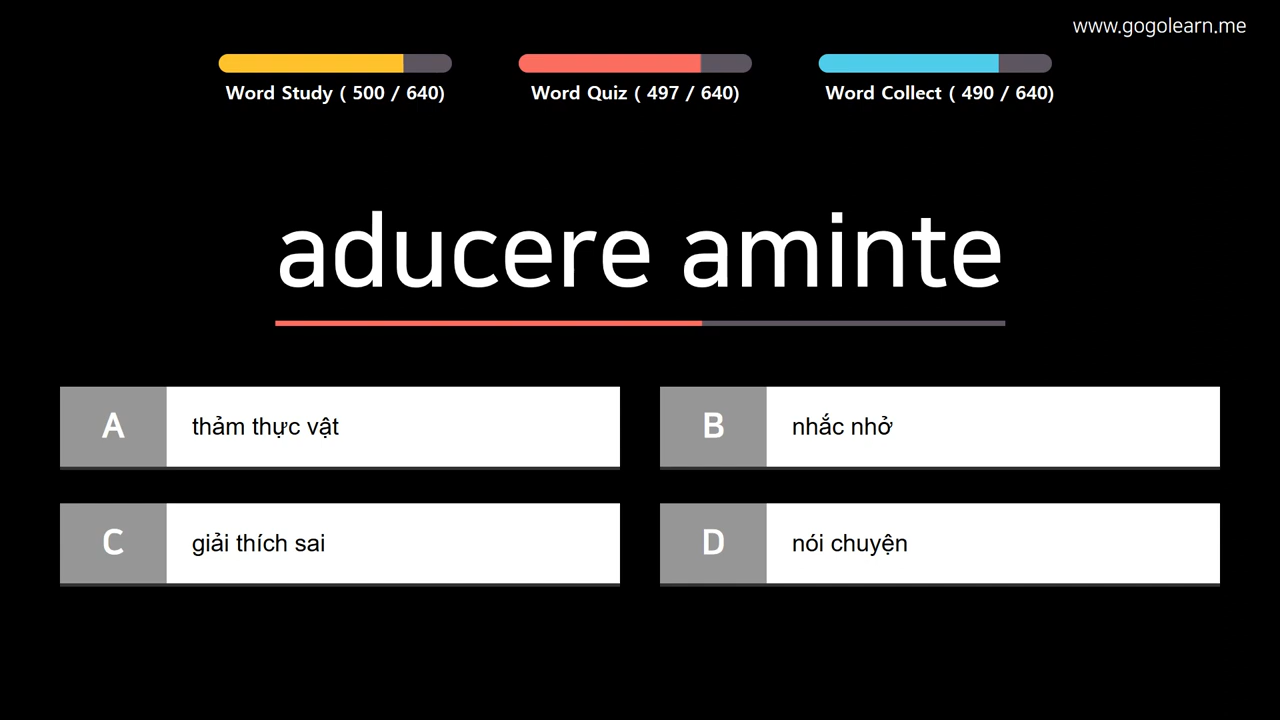 www.gogolearn.me
Word Study ( 500 / 640)
Word Quiz ( 497 / 640)
Word Collect ( 490 / 640)
aducere aminte
A
thảm thực vật
B
nhắc nhở
C
giải thích sai
D
nói chuyện